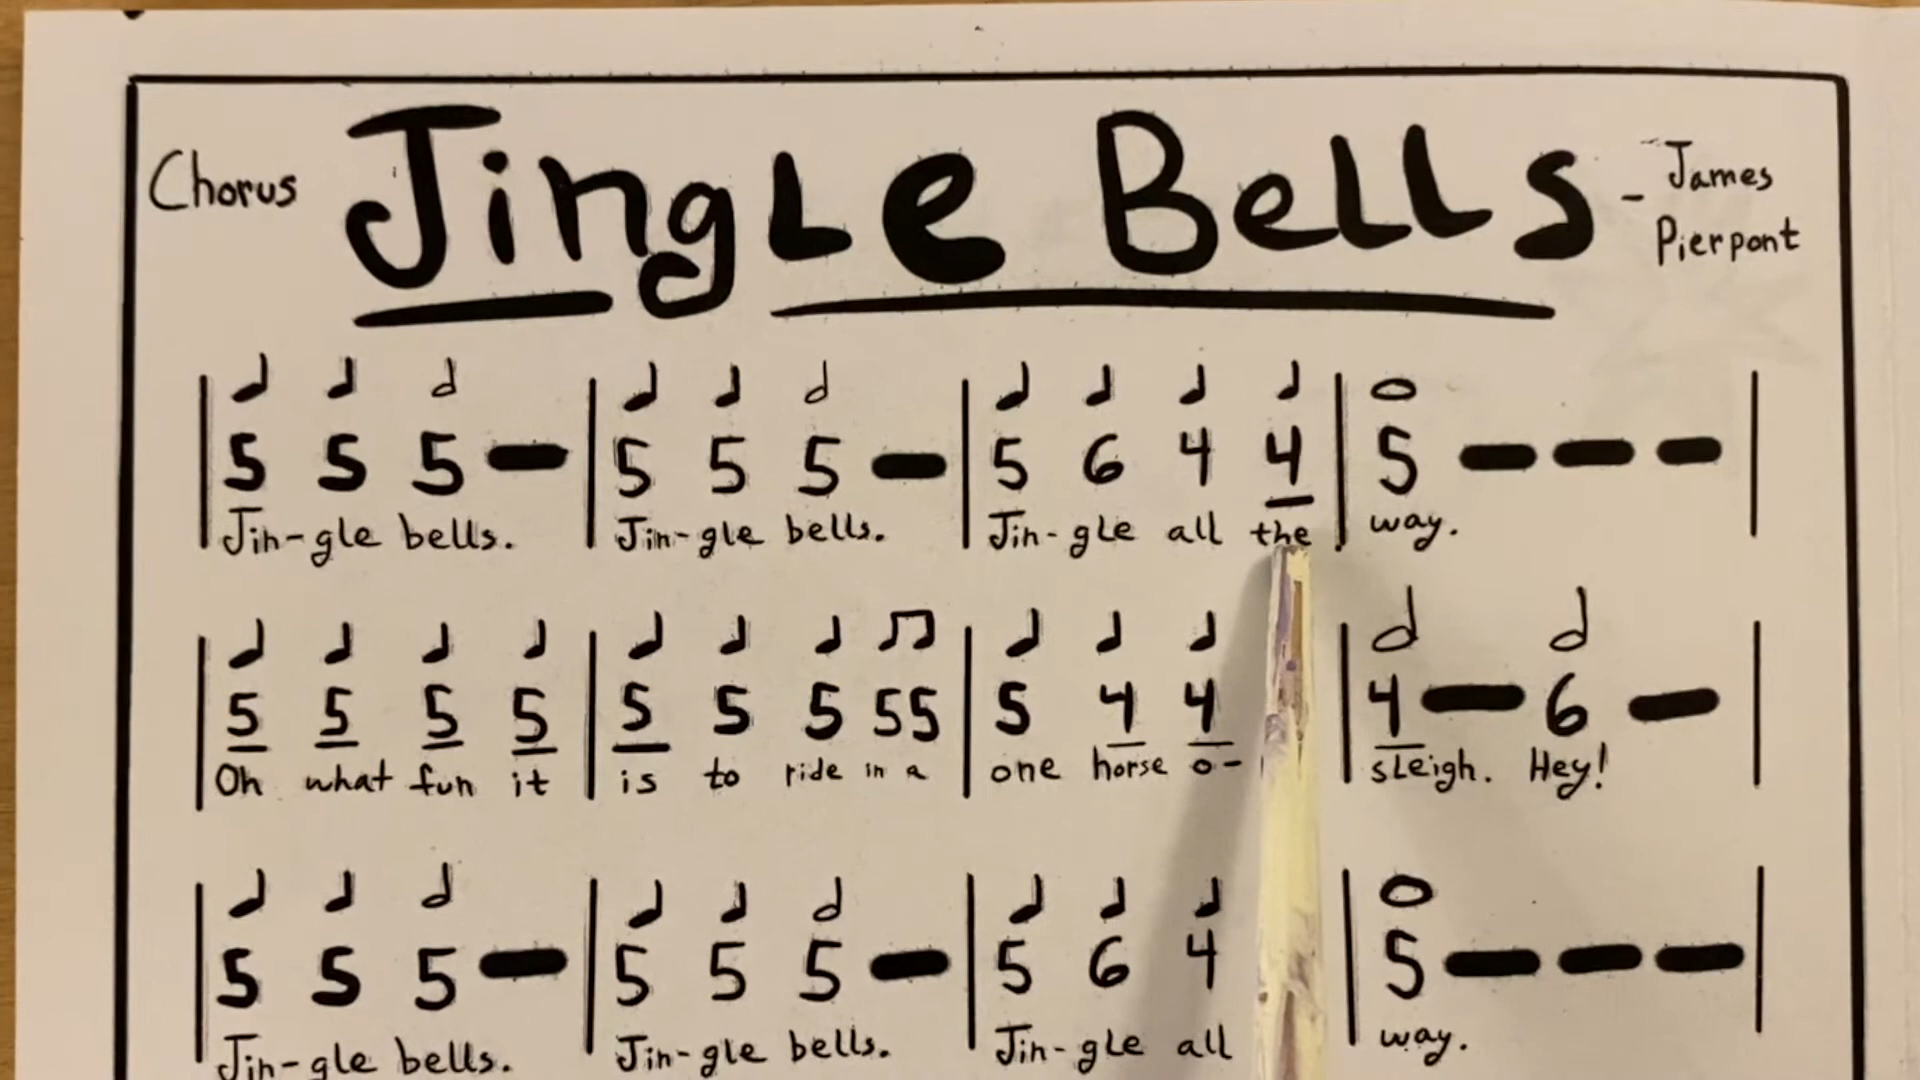 Chorus Jingle Bells - James Pierpont
5 5 5 - | 5 5 5 - | 5 6 4 4 | 5 - - -
Jin-gle bells. Jin-gle bells. Jin-gle all the way.
5 5 5 5 | 5 5 5 55 | 5 4 4 | 4 - 6 -
Oh what fun it is to ride in a one horse o- sleigh. Hey!
5 5 5 - | 5 5 5 - | 5 6 4 | 5 - - -
Jin-gle bells. Jin-gle bells. Jin-gle all way.